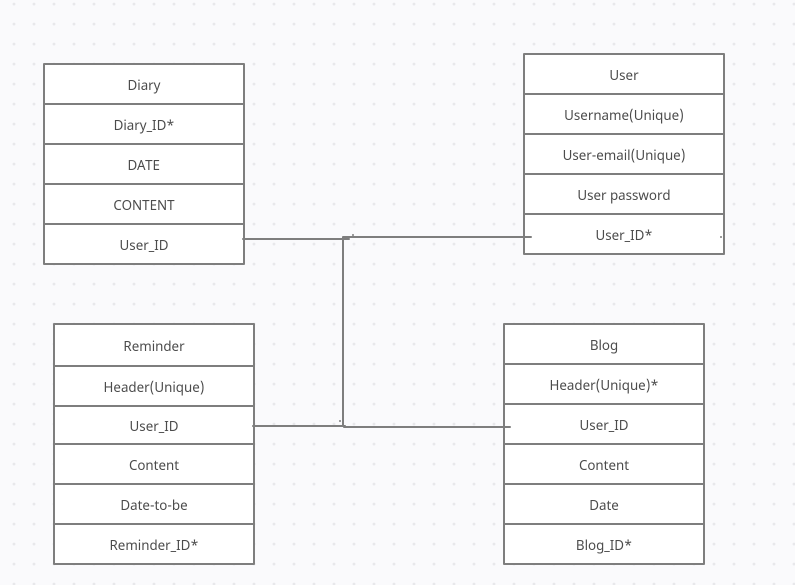 Diary
Diary_ID*
DATE
CONTENT
User_ID
User
Username(Unique)
User-email(Unique)
User password
User_ID*
Reminder
Header(Unique)
User_ID
Content
Date-to-be
Reminder_ID*
Blog
Header(Unique)*
User_ID
Content
Date
Blog_ID*